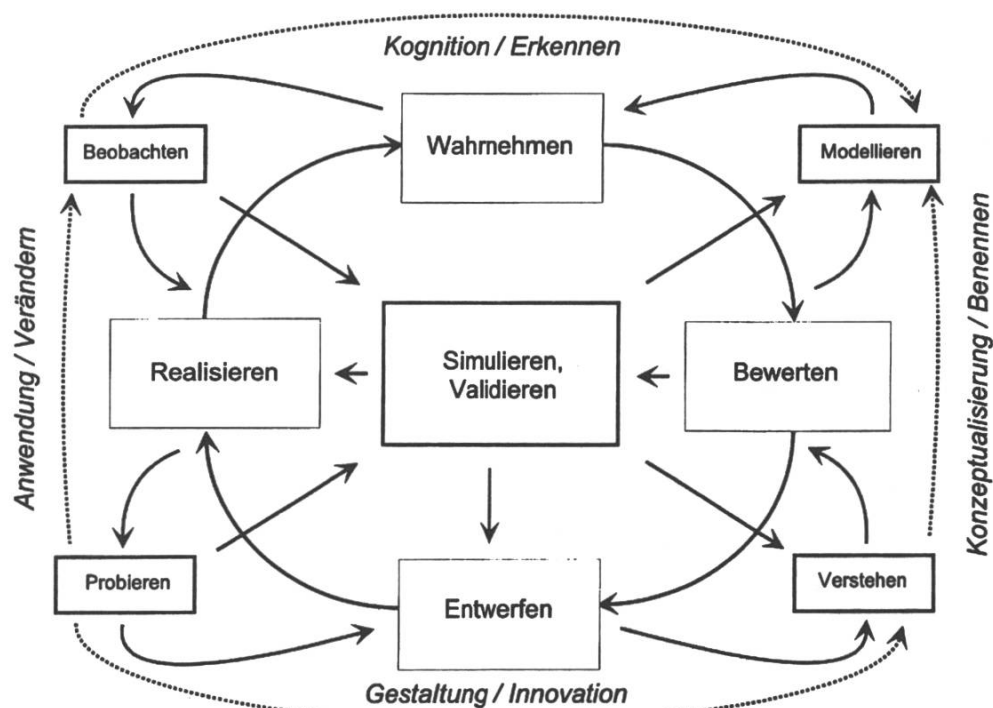 Kognition / Erkennen
Beobachten
Wahrnehmen
Modellieren
Anwendung / Verändern
Konzeptualisierung / Benennen
Realisieren
Simulieren,
Validieren
Bewerten
Probieren
Entwerfen
Verstehen
Gestaltung / Innovation